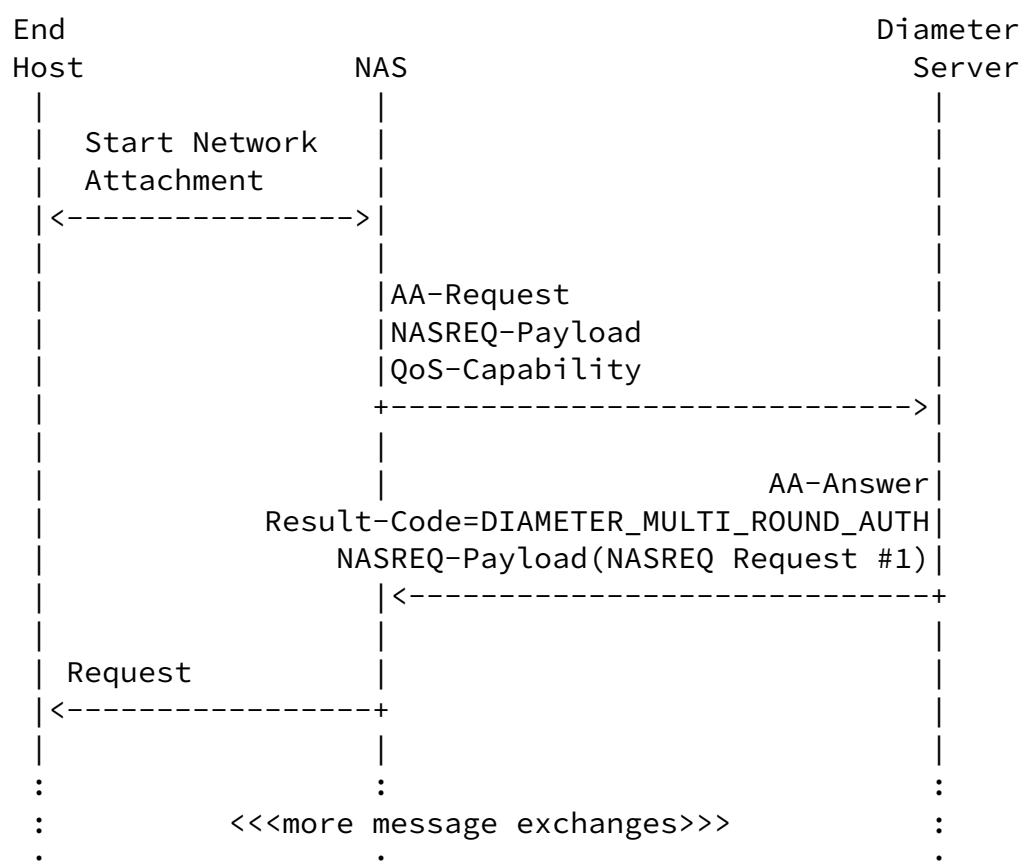 End Diameter
Host NAS Server
Start Network
Attachment
AA-Request
NASREQ-Payload
QoS-Capability
AA-Answer
Result-Code=DIAMETER_MULTI_ROUND_AUTH
NASREQ-Payload(NASREQ Request #1)
Request
<<<more message exchanges>>>